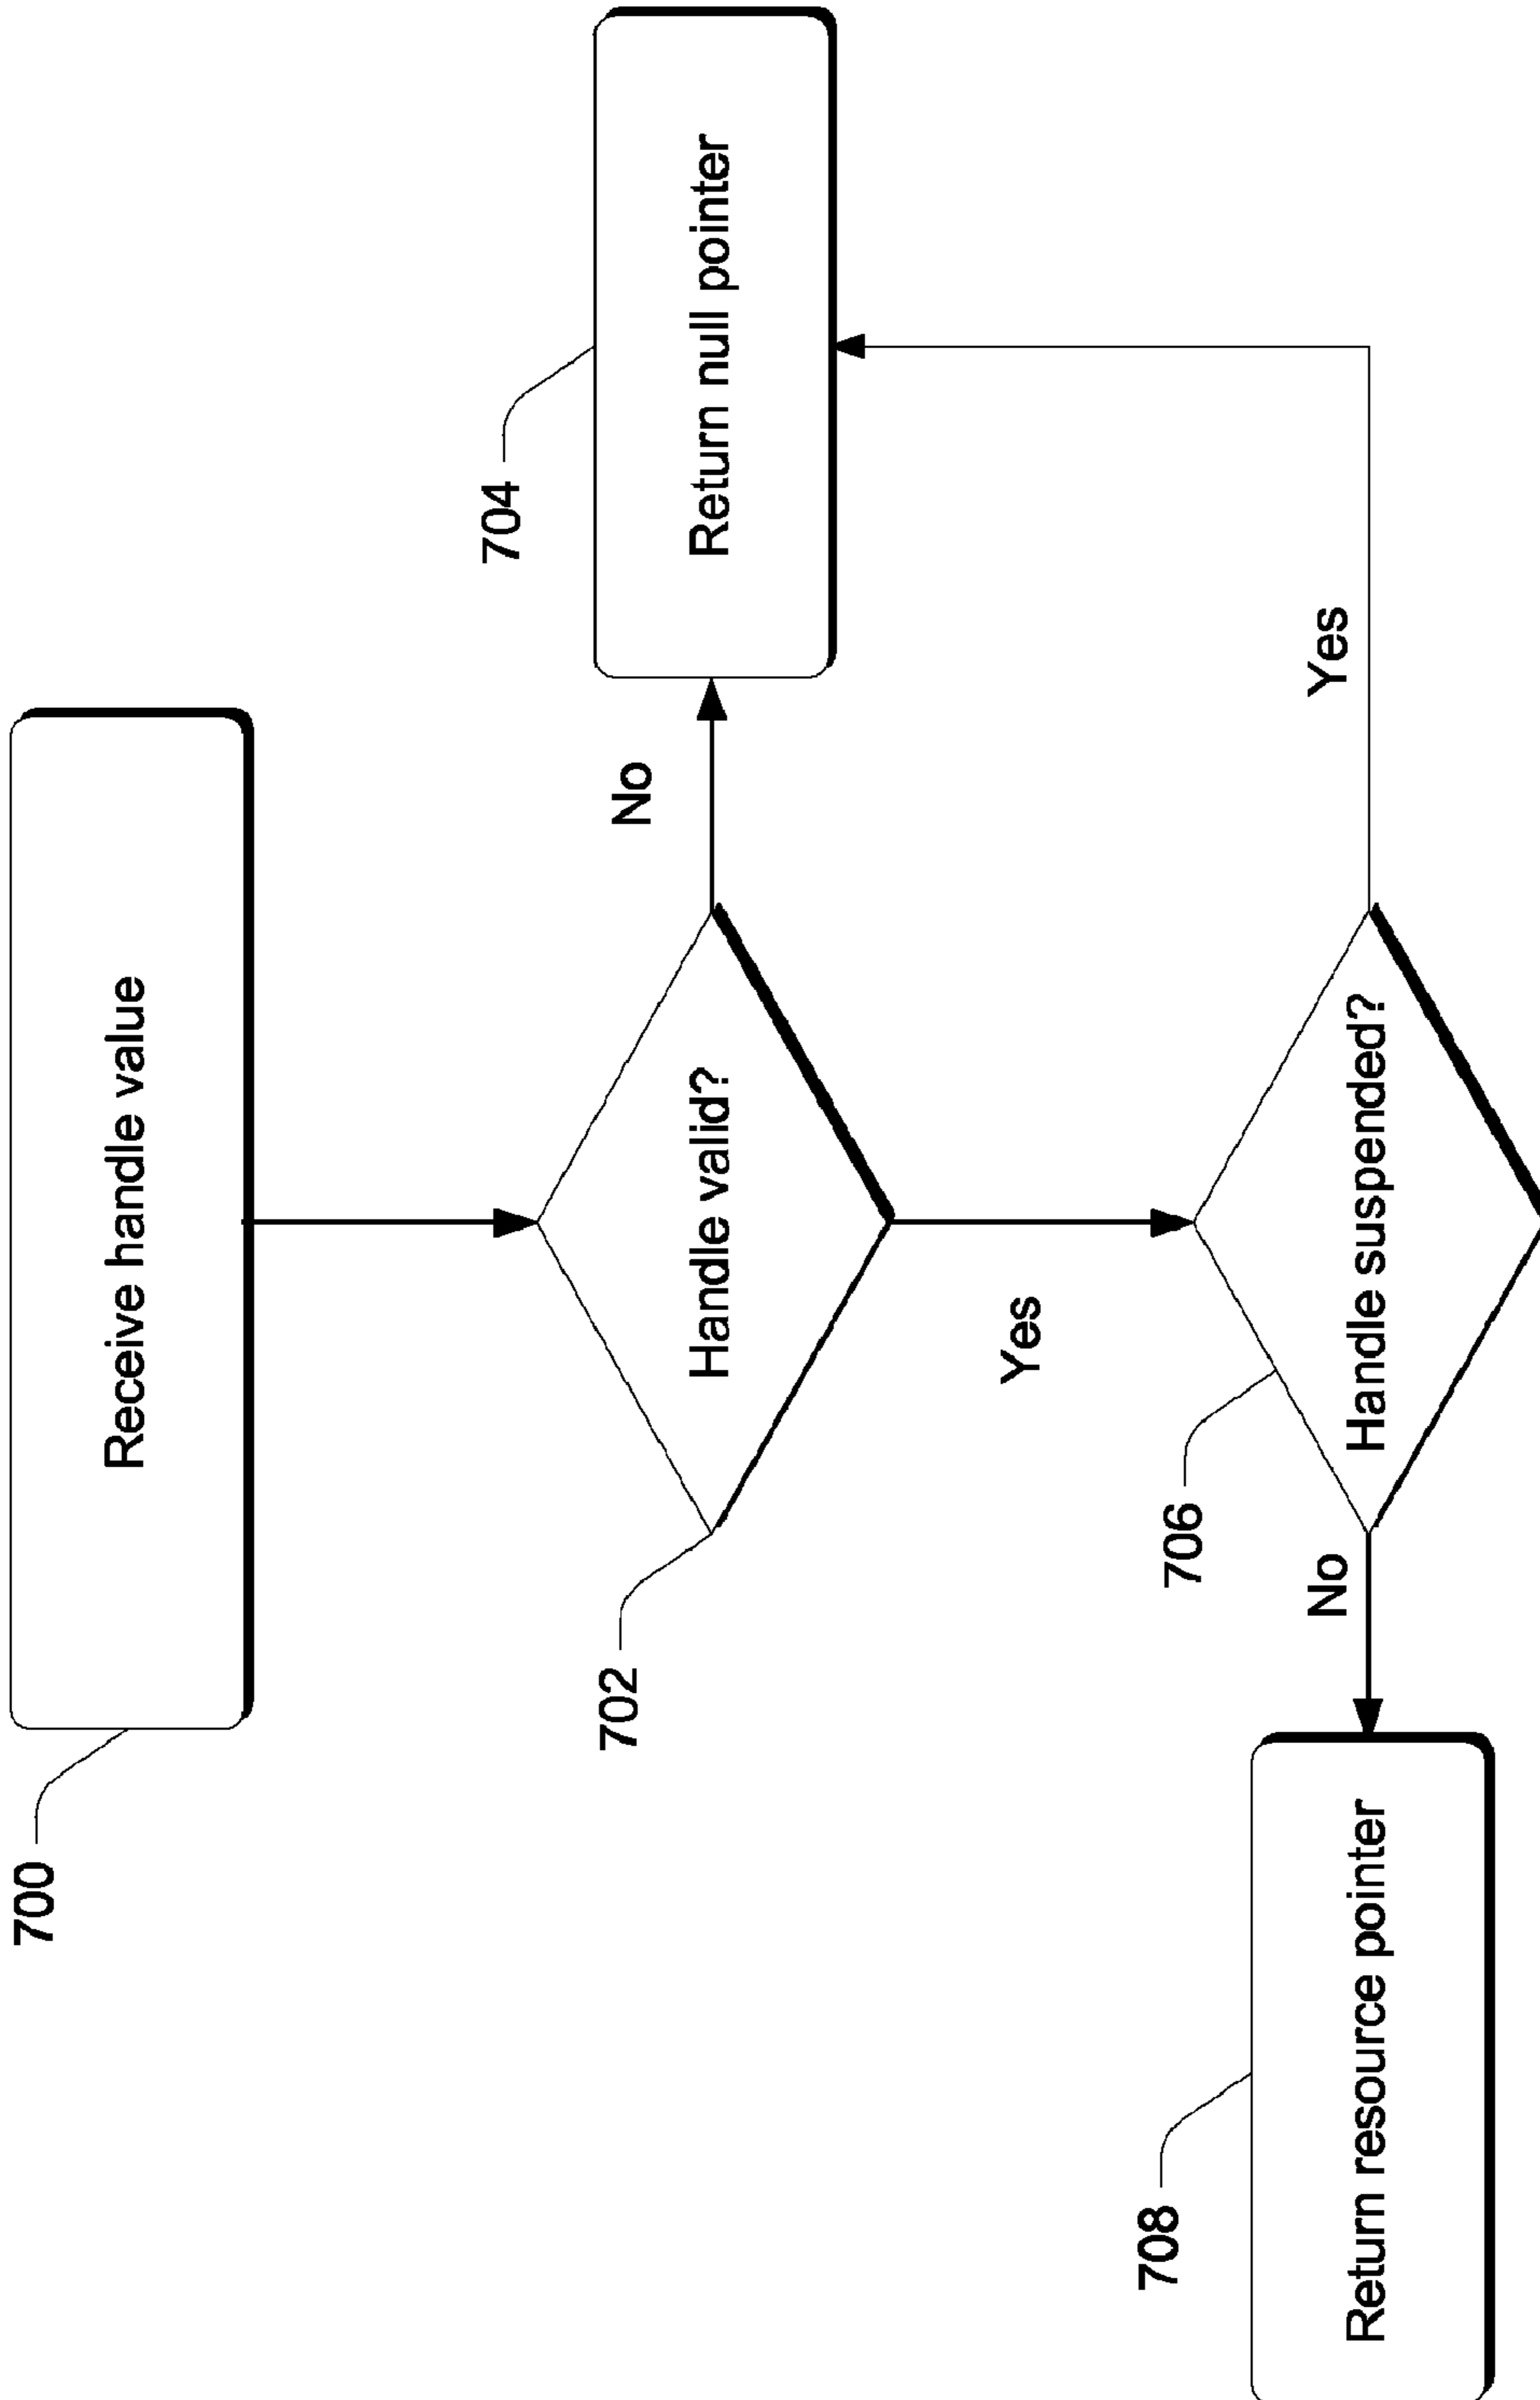 700
Receive handle value
702
Handle valid?
No
704
Return null pointer
Yes
706
Handle suspended?
Yes
No
708
Return resource pointer